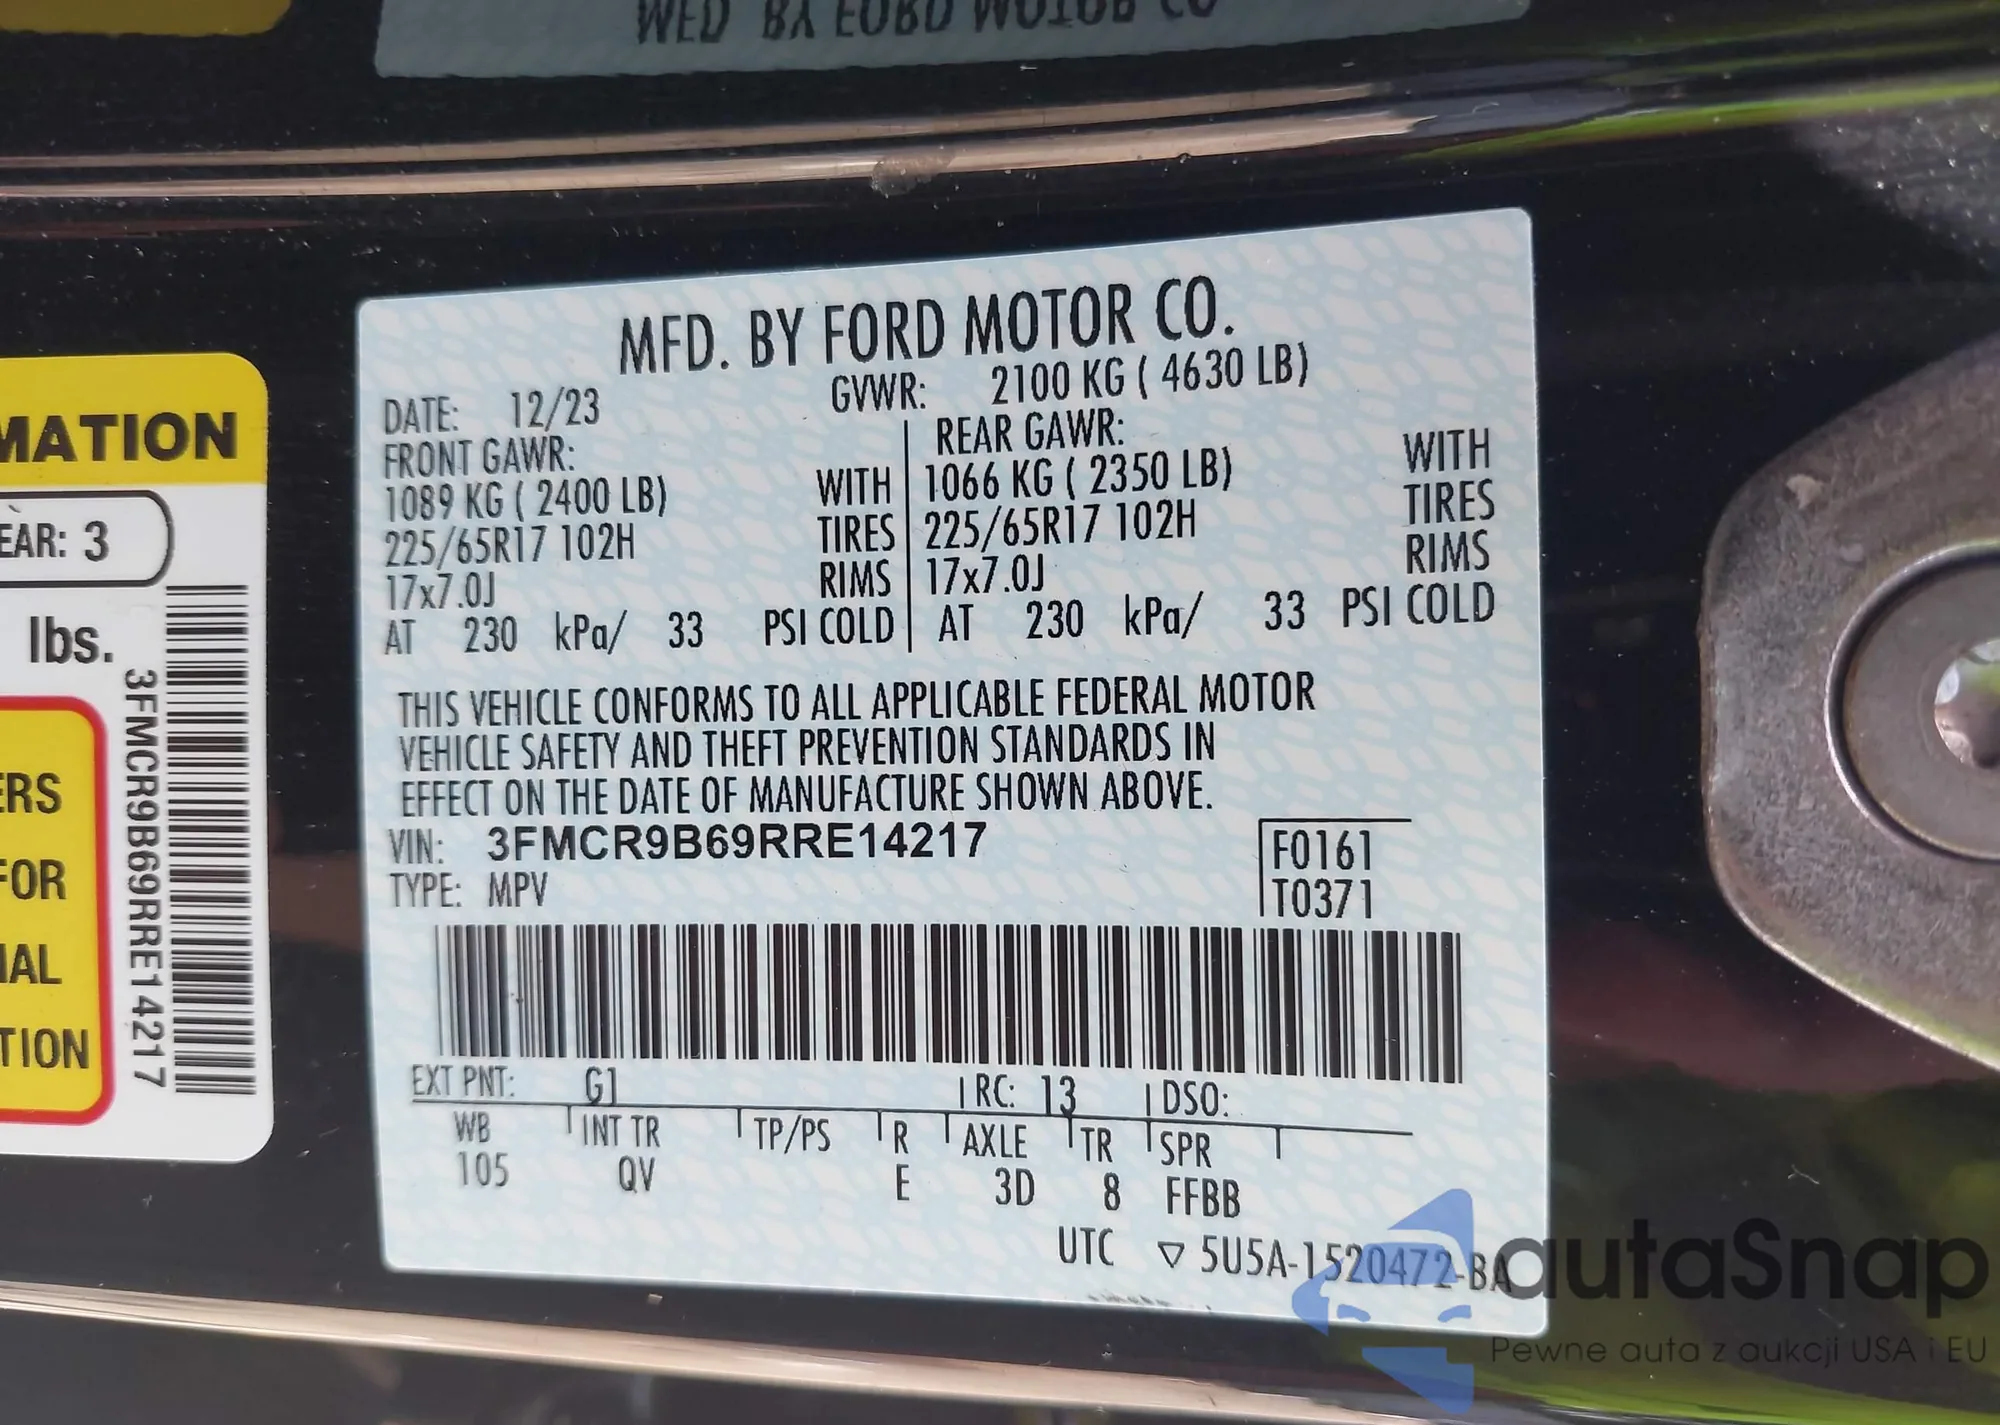 MFD. BY FORD MOTOR CO.
DATE: 12/23 GVWR: 2100 KG ( 4630 LB)
FRONT GAWR: REAR GAWR:
1089 KG ( 2400 LB) WITH 1066 KG ( 2350 LB) WITH
225/65R17 102H TIRES 225/65R17 102H TIRES
17x7.0J RIMS 17x7.0J RIMS
AT 230 kPa/ 33 PSI COLD AT 230 kPa/ 33 PSI COLD
THIS VEHICLE CONFORMS TO ALL APPLICABLE FEDERAL MOTOR
VEHICLE SAFETY AND THEFT PREVENTION STANDARDS IN
EFFECT ON THE DATE OF MANUFACTURE SHOWN ABOVE.
VIN: 3FMCR9B69RRE14217 F0161
TYPE: MPV T0371
EXT PNT: G1 RC: 13 DSO:
WB INT TR TP/PS R AXLE TR SPR
105 QV E 3D 8 FFBB
UTC ▽ 5U5A-1520472-BA
MATION
EAR: 3
lbs.
3FMCR9B69RRE14217
ERS
FOR
IAL
TION
autaSnap
Pewne auta z aukcji USA i EU